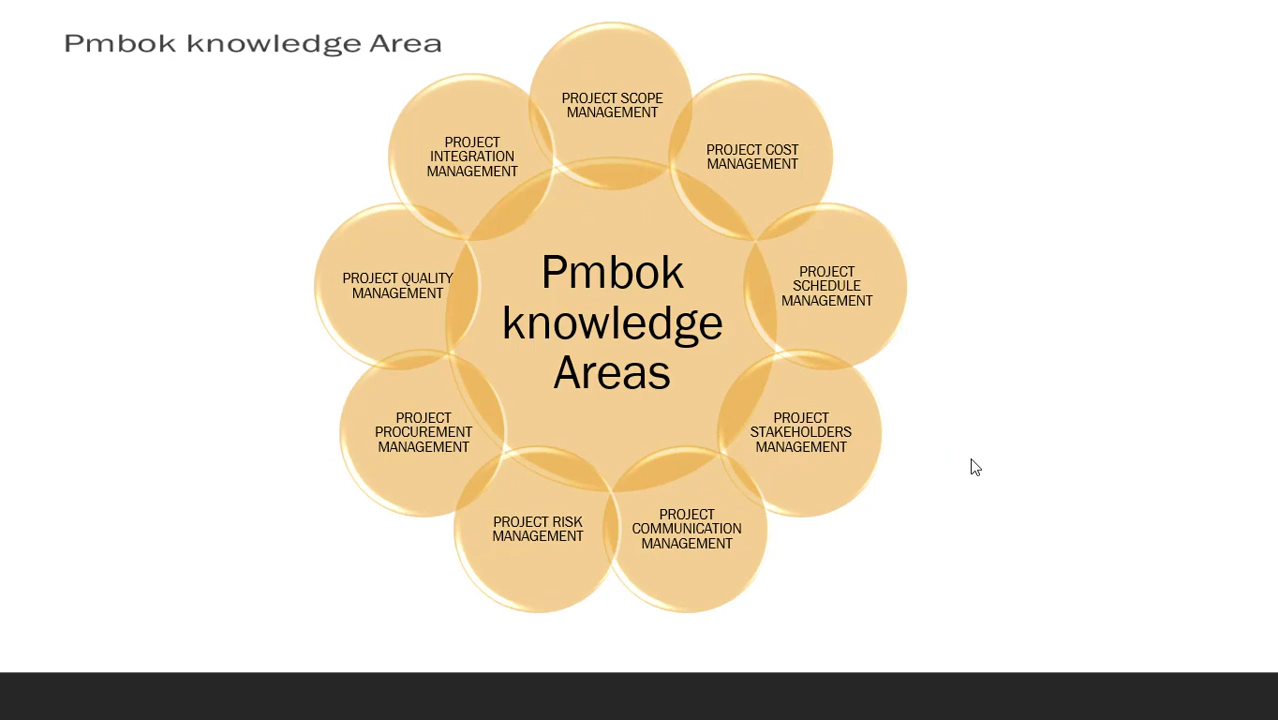 Pmbok knowledge Area
PROJECT SCOPE
MANAGEMENT
PROJECT COST
MANAGEMENT
PROJECT
SCHEDULE
MANAGEMENT
PROJECT
STAKEHOLDERS
MANAGEMENT
PROJECT
COMMUNICATION
MANAGEMENT
PROJECT RISK
MANAGEMENT
PROJECT
PROCUREMENT
MANAGEMENT
PROJECT QUALITY
MANAGEMENT
PROJECT
INTEGRATION
MANAGEMENT
Pmbok
knowledge
Areas